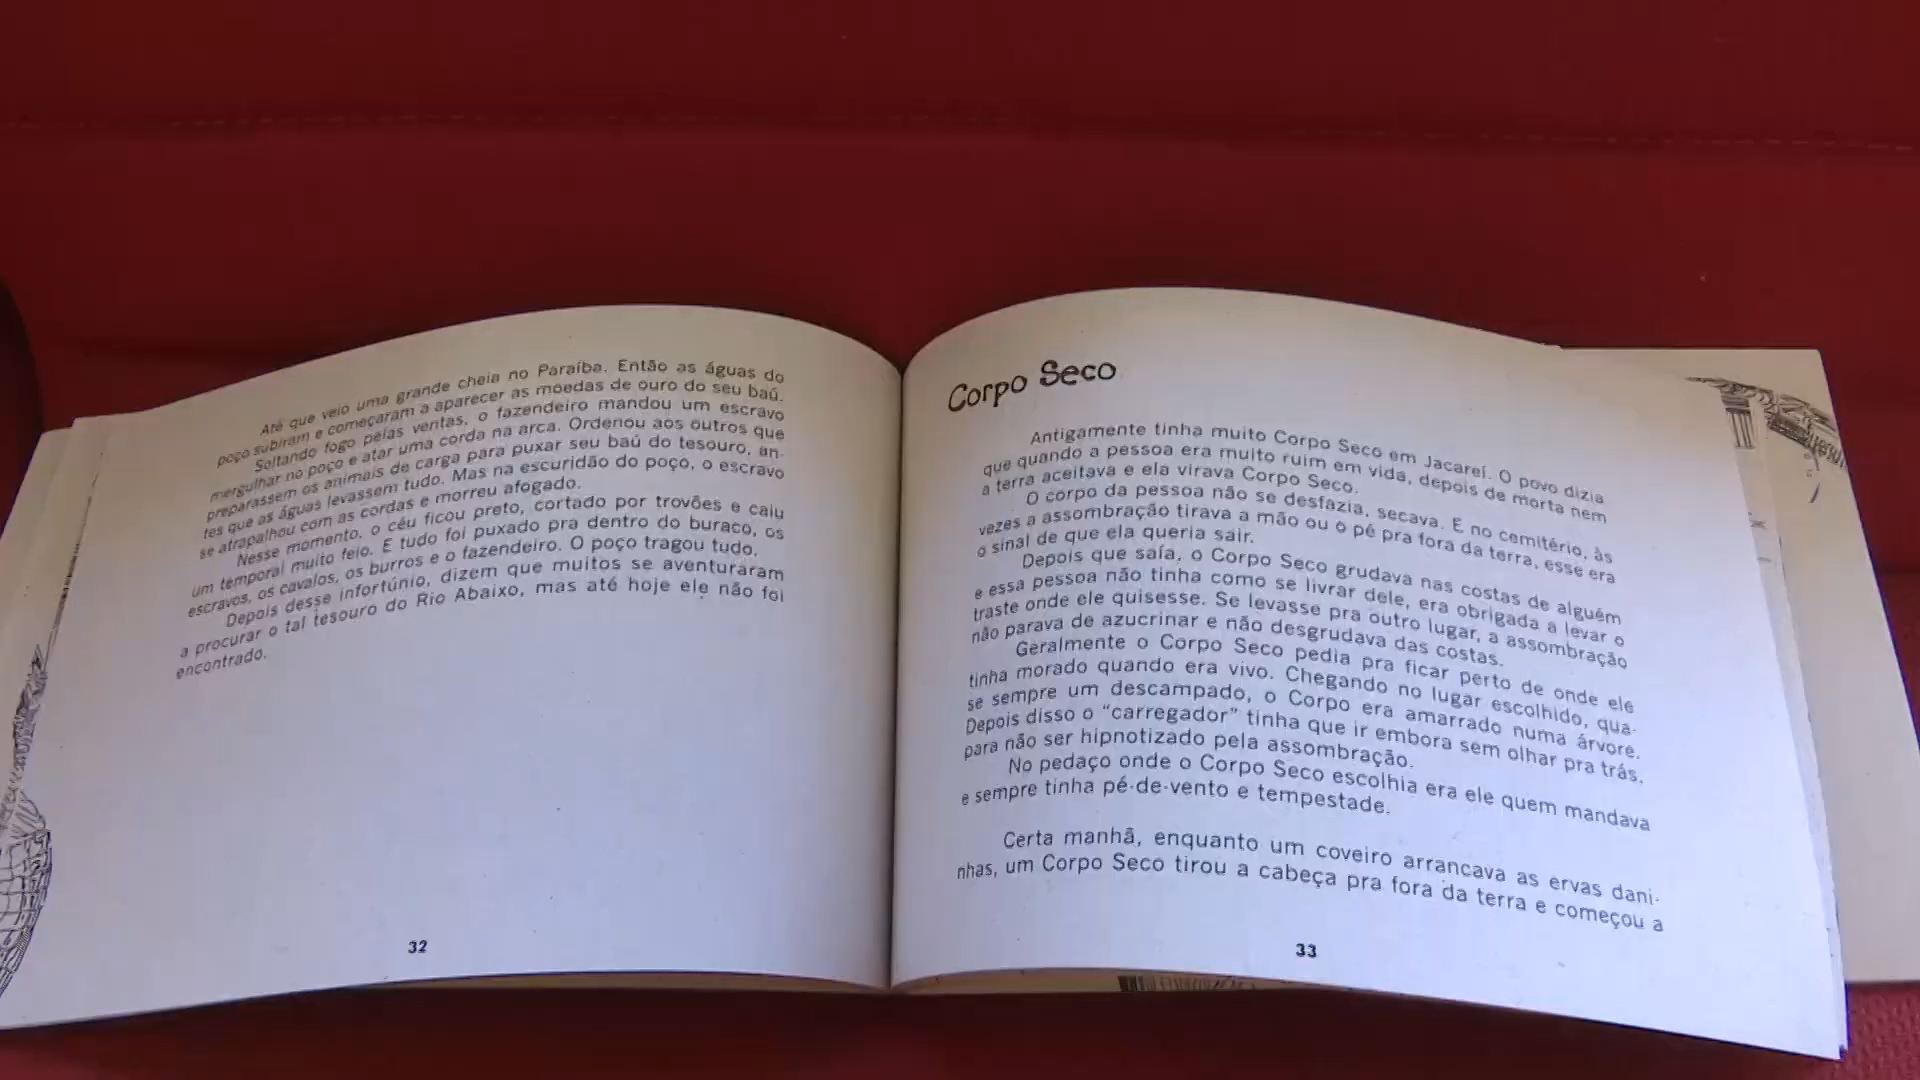 Até que veio uma grande cheia no Paraíba. Então as águas do
poço subiram e começaram a aparecer as moedas de ouro do seu baú.
Soltando fogo pelas ventas, o fazendeiro mandou um escravo
mergulhar no poço e atar uma corda na arca. Ordenou aos outros que
preparassem os animais de carga para puxar seu baú do tesouro, an-
tes que as águas levassem tudo. Mas na escuridão do poço, o escravo
se atrapalhou com as cordas e morreu afogado.
Nesse momento, o céu ficou preto, cortado por trovões e caiu
um temporal muito feio. E tudo foi puxado pra dentro do buraco, os
escravos, os cavalos, os burros e o fazendeiro. O poço tragou tudo.
Depois desse infortúnio, dizem que muitos se aventuraram
a procurar o tal tesouro do Rio Abaixo, mas até hoje ele não foi
encontrado.
32
Corpo Seco
Antigamente tinha muito Corpo Seco em Jacareí. O povo dizia
que quando a pessoa era muito ruim em vida, depois de morta nem
a terra aceitava e ela virava Corpo Seco.
O corpo da pessoa não se desfazia, secava. E no cemitério, às
vezes a assombração tirava a mão ou o pé pra fora da terra, esse era
o sinal de que ela queria sair.
Depois que saía, o Corpo Seco grudava nas costas de alguém
e essa pessoa não tinha como se livrar dele, era obrigada a levar o
traste onde ele quisesse. Se levasse pra outro lugar, a assombração
não parava de azucrinar e não desgrudava das costas.
Geralmente o Corpo Seco pedia pra ficar perto de onde ele
tinha morado quando era vivo. Chegando no lugar escolhido, qua-
se sempre um descampado, o Corpo era amarrado numa árvore.
Depois disso o "carregador" tinha que ir embora sem olhar pra trás,
para não ser hipnotizado pela assombração.
No pedaço onde o Corpo Seco escolhia era ele quem mandava
e sempre tinha pé-de-vento e tempestade.
Certa manhã, enquanto um coveiro arrancava as ervas dani-
nhas, um Corpo Seco tirou a cabeça pra fora da terra e começou a
33